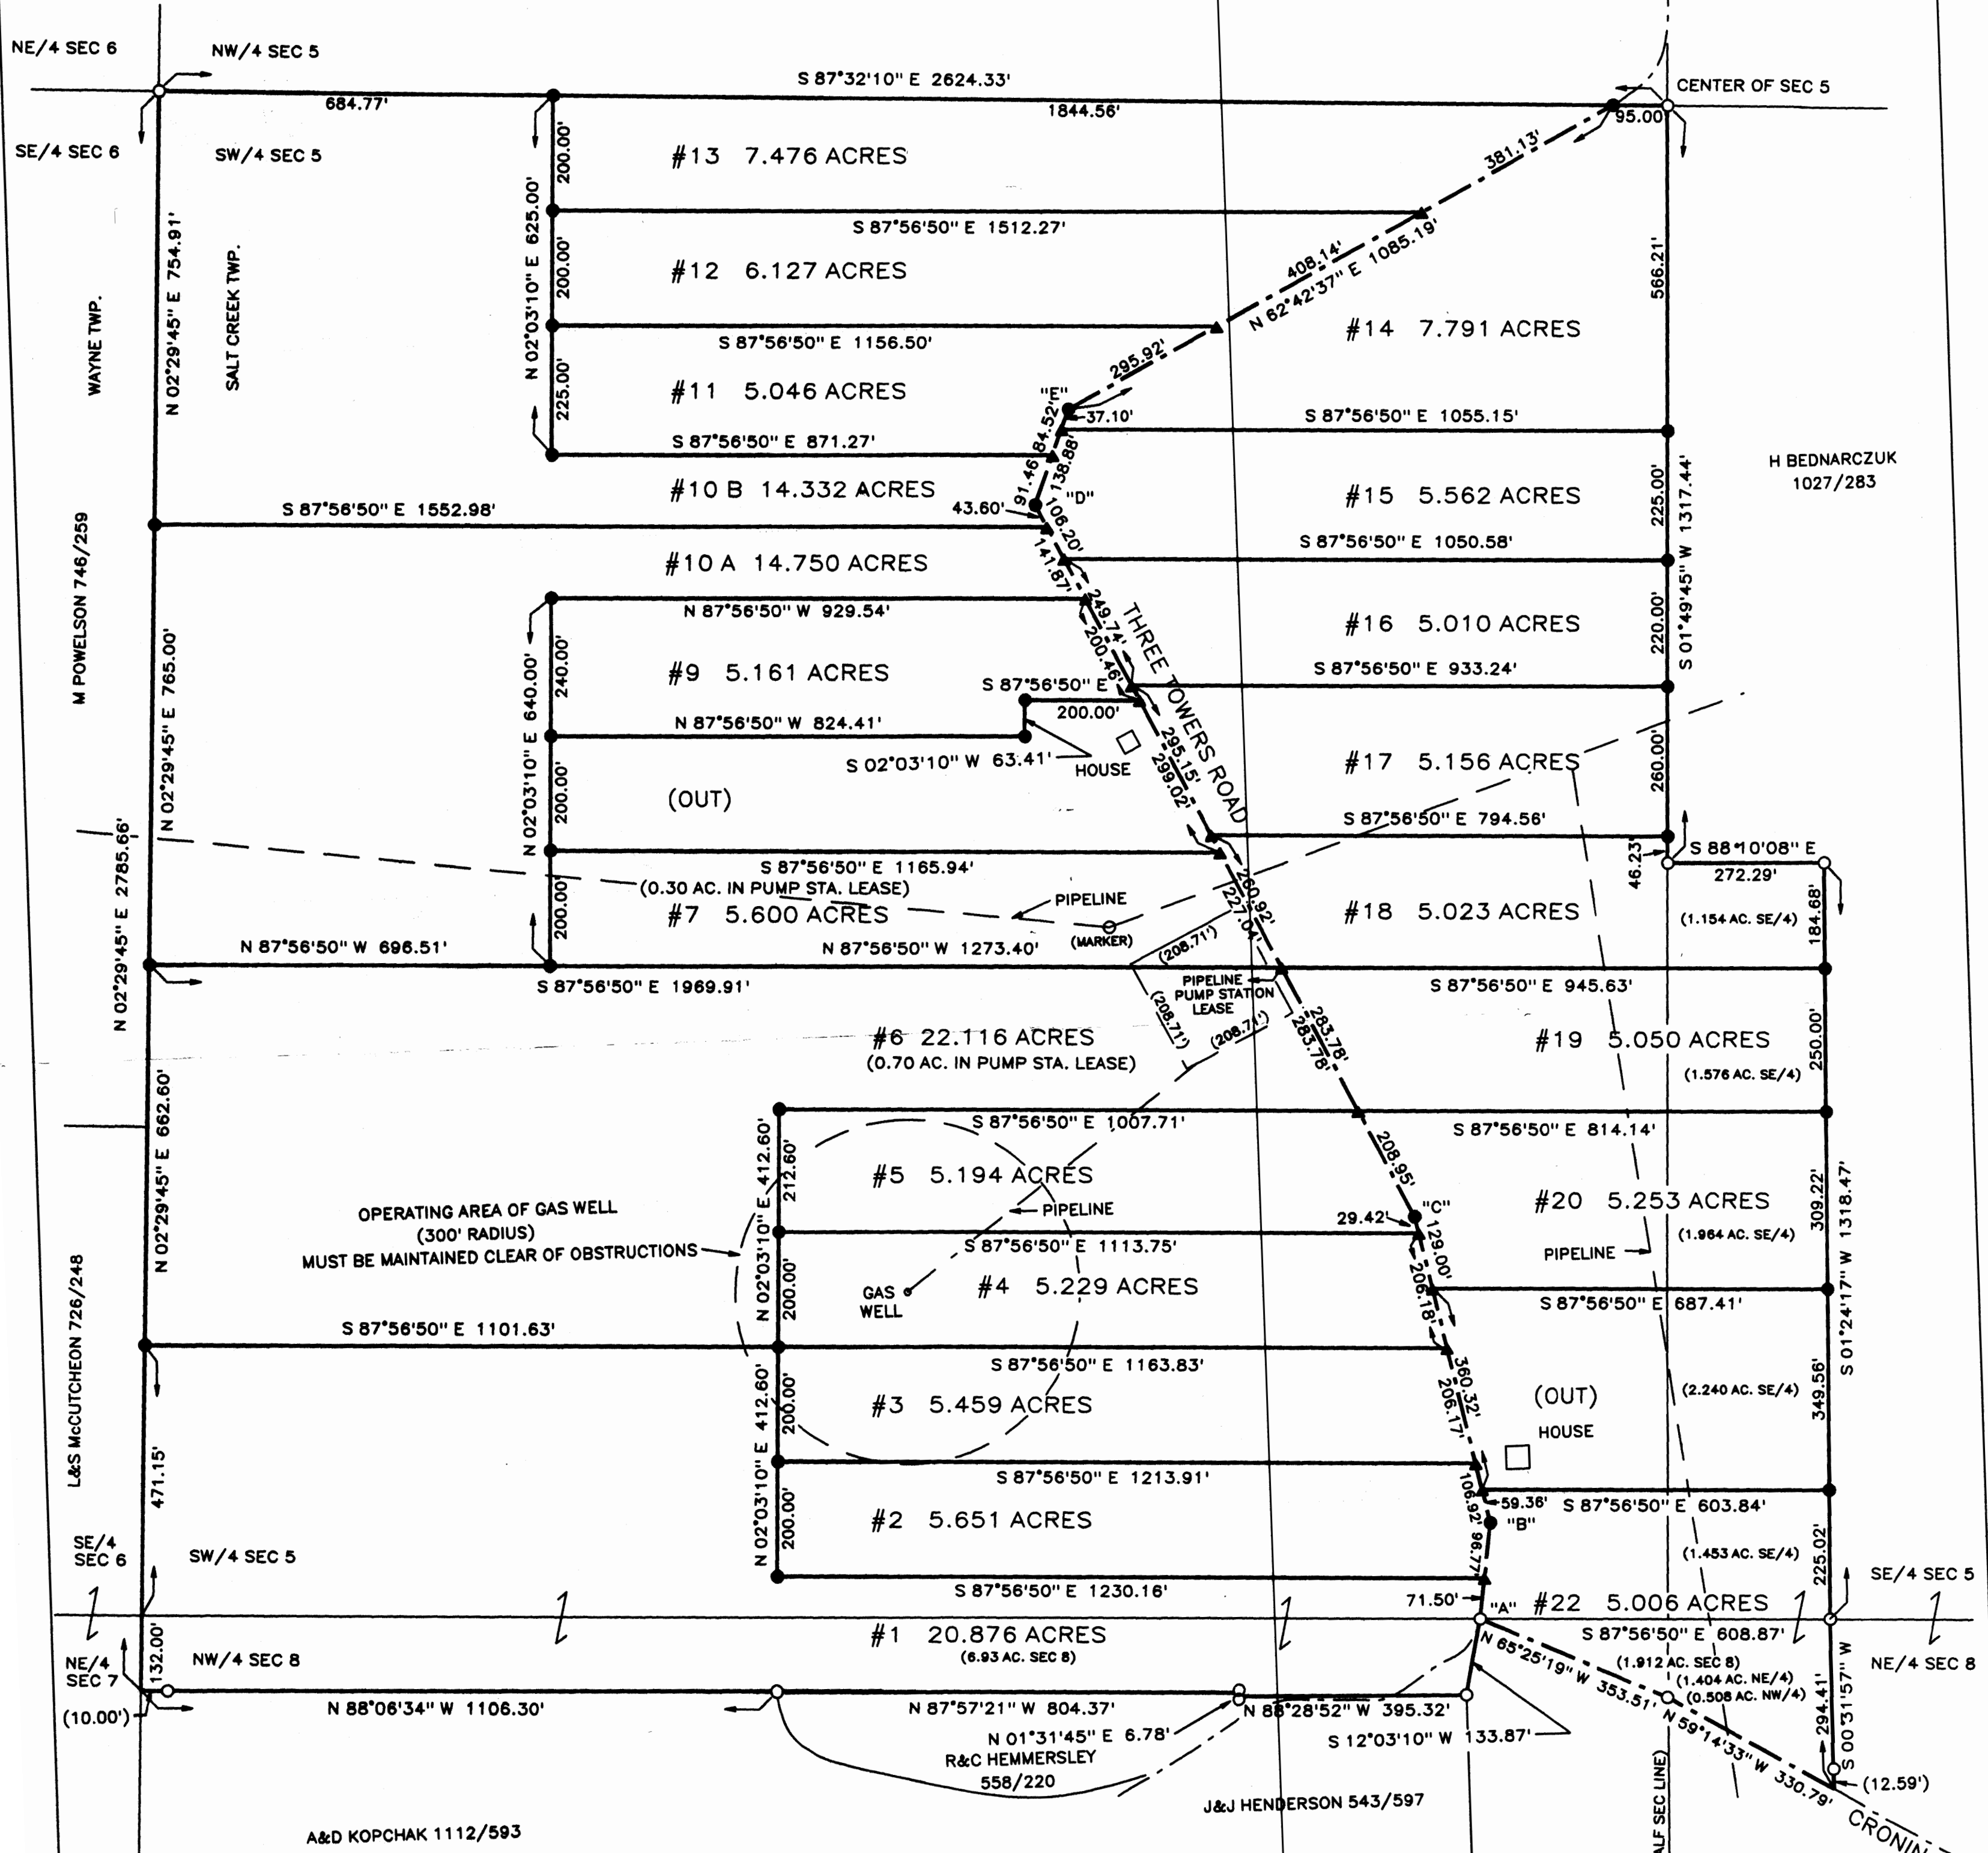 NE/4 SEC 6
NW/4 SEC 5
S 87°32'10" E 2624.33'
684.77'
1844.56'
95.00'
CENTER OF SEC 5
SE/4 SEC 6
SW/4 SEC 5
WAYNE TWP.
SALT CREEK TWP.
N 02°29'45" E 754.91'
N 02°03'10" E 625.00'
200.00'
#13 7.476 ACRES
381.13'
S 87°56'50" E 1512.27'
200.00'
#12 6.127 ACRES
408.14'
N 62°42'37" E 1085.19'
566.21'
#14 7.791 ACRES
S 87°56'50" E 1156.50'
295.92'
225.00'
#11 5.046 ACRES
"E"
37.10'
84.52'
S 87°56'50" E 1055.15'
S 87°56'50" E 871.27'
138.88'
91.46'
H BEDNARCZUK
1027/283
#10 B 14.332 ACRES
"D"
43.60'
#15 5.562 ACRES
225.00'
S 01°49'45" W 1317.44'
S 87°56'50" E 1552.98'
106.20'
141.87'
S 87°56'50" E 1050.58'
M POWELSON 746/259
#10 A 14.750 ACRES
N 87°56'50" W 929.54'
249.74'
200.46'
THREE TOWERS ROAD
#16 5.010 ACRES
220.00'
N 02°29'45" E 765.00'
N 02°03'10" E 640.00'
240.00'
#9 5.161 ACRES
S 87°56'50" E
200.00'
S 87°56'50" E 933.24'
N 87°56'50" W 824.41'
S 02°03'10" W 63.41'
HOUSE
295.15'
299.02'
#17 5.156 ACRES
260.00'
200.00'
(OUT)
S 87°56'50" E 794.56'
46.23'
S 88°10'08" E
272.29'
N 02°29'45" E 2785.66'
S 87°56'50" E 1165.94'
(0.30 AC. IN PUMP STA. LEASE)
200.00'
#7 5.600 ACRES
PIPELINE
(MARKER)
260.92'
227.04'
#18 5.023 ACRES
(1.154 AC. SE/4)
184.68'
N 87°56'50" W 696.51'
N 87°56'50" W 1273.40'
(208.71')
S 87°56'50" E 1969.91'
PIPELINE
PUMP STATION
LEASE
S 87°56'50" E 945.63'
(208.71')
(208.71')
283.78'
283.78'
#6 22.116 ACRES
(0.70 AC. IN PUMP STA. LEASE)
#19 5.050 ACRES
(1.576 AC. SE/4)
250.00'
N 02°29'45" E 662.60'
N 02°03'10" E 412.60'
S 87°56'50" E 1007.71'
S 87°56'50" E 814.14'
212.60'
#5 5.194 ACRES
208.95'
#20 5.253 ACRES
(1.964 AC. SE/4)
309.22'
S 01°24'17" W 1318.47'
OPERATING AREA OF GAS WELL
(300' RADIUS)
MUST BE MAINTAINED CLEAR OF OBSTRUCTIONS
PIPELINE
29.42'
"C"
129.00'
S 87°56'50" E 1113.75'
PIPELINE
200.00'
GAS
WELL
#4 5.229 ACRES
206.18'
S 87°56'50" E 687.41'
L&S McCUTCHEON 726/248
S 87°56'50" E 1101.63'
S 87°56'50" E 1163.83'
360.32'
206.17'
(OUT)
(2.240 AC. SE/4)
349.56'
HOUSE
N 02°03'10" E 412.60'
200.00'
#3 5.459 ACRES
471.15'
S 87°56'50" E 1213.91'
106.92'
59.36'
S 87°56'50" E 603.84'
200.00'
#2 5.651 ACRES
"B"
96.77'
(1.453 AC. SE/4)
225.02'
SE/4
SEC 6
SW/4 SEC 5
S 87°56'50" E 1230.16'
71.50'
"A"
#22 5.006 ACRES
SE/4 SEC 5
132.00'
#1 20.876 ACRES
(6.93 AC. SEC 8)
S 87°56'50" E 608.87'
NE/4
SEC 7
NW/4 SEC 8
N 65°25'19" W 353.51'
(1.912 AC. SEC 8)
(1.404 AC. NE/4)
(0.508 AC. NW/4)
NE/4 SEC 8
(10.00')
N 88°06'34" W 1106.30'
N 87°57'21" W 804.37'
N 88°28'52" W 395.32'
N 01°31'45" E 6.78'
S 12°03'10" W 133.87'
N 59°14'33" W 330.79'
294.41'
S 00°31'57" W
(12.59')
R&C HEMMERSLEY
558/220
J&J HENDERSON 543/597
A&D KOPCHAK 1112/593
ALF SEC LINE)
CRONIN